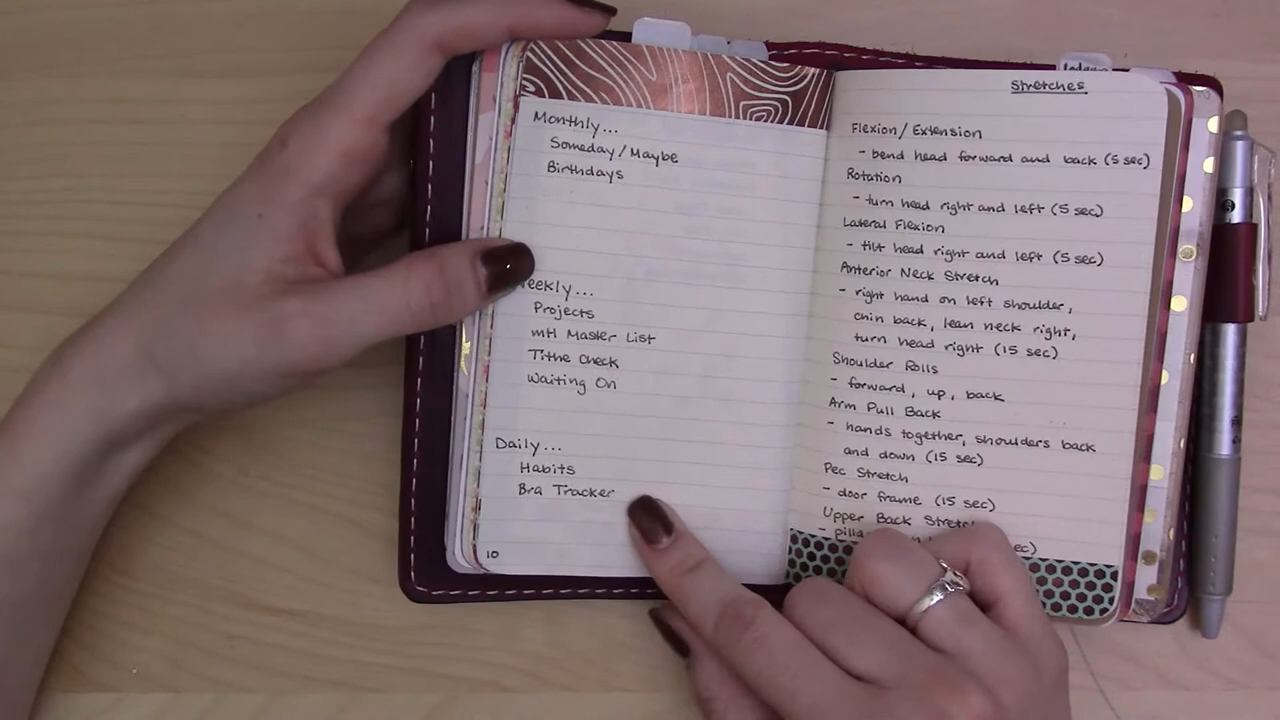 Monthly...
Someday/Maybe
Birthdays
eekly...
Projects
mtl Master List
Tithe Check
Waiting On
Daily...
Habits
Bra Tracker
10
today
Stretches
Flexion/Extension
- bend head forward and back (5 sec)
Rotation
- turn head right and left (5 sec)
Lateral Flexion
- tilt head right and left (5 sec)
Anterior Neck Stretch
- right hand on left shoulder,
chin back, lean neck right,
turn head right (15 sec)
Shoulder Rolls
- forward, up, back
Arm Pull Back
- hands together, shoulders back
and down (15 sec)
Pec Stretch
- door frame (15 sec)
Upper Back Stretc